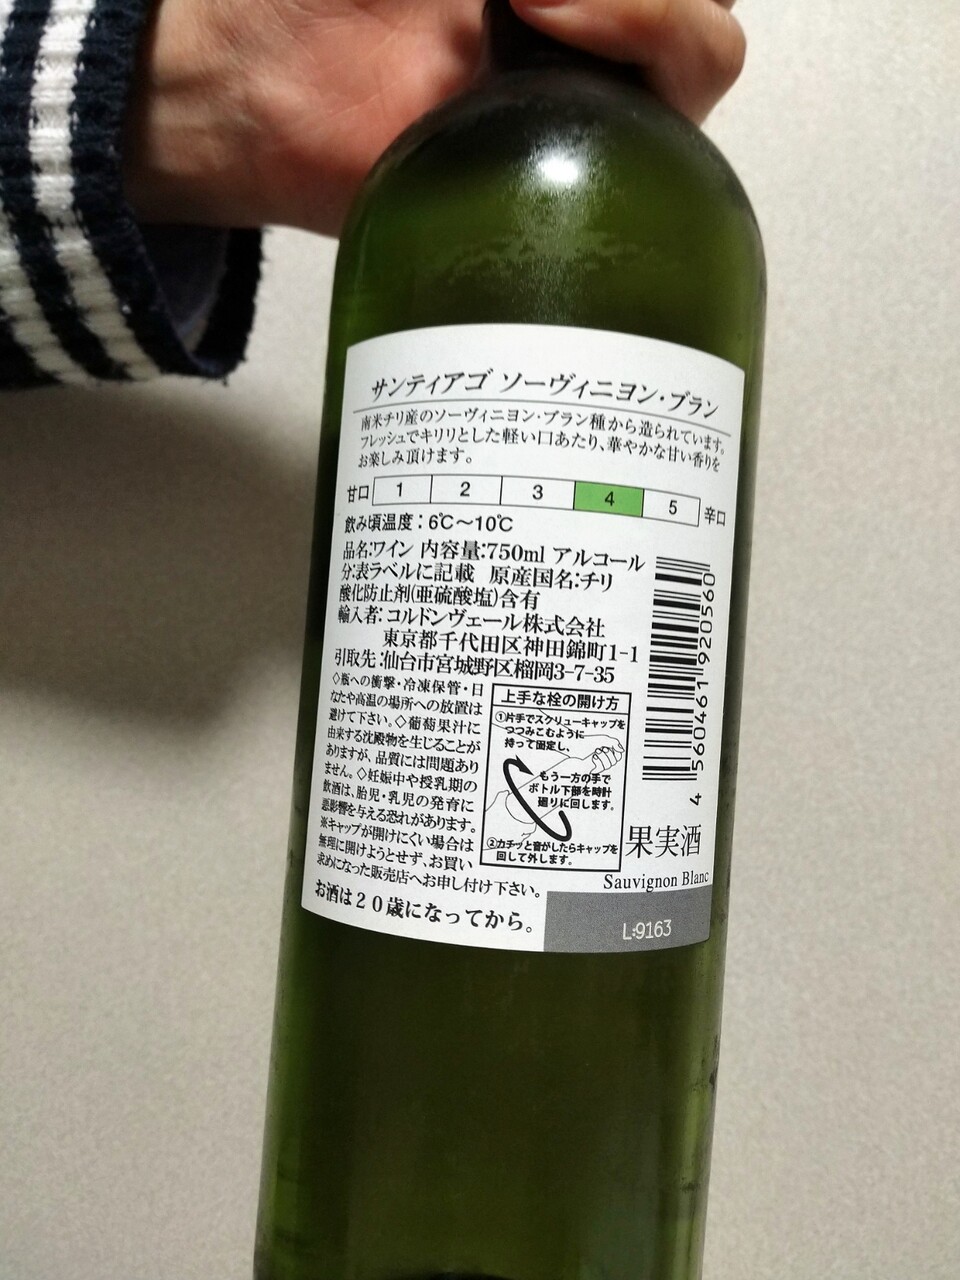 サンティアゴ ソーヴィニヨン・ブラン
南米チリ産のソーヴィニヨン・ブラン種から造られています。
フレッシュでキリリとした軽い口あたり、華やかな甘い香りを
お楽しみ頂けます。
甘口 1 2 3 4 5 辛口
飲み頃温度：6℃〜10℃
品名:ワイン 内容量:750ml アルコール
分:表ラベルに記載 原産国名:チリ
酸化防止剤(亜硫酸塩)含有
輸入者:コルドンヴェール株式会社
東京都千代田区神田錦町1-1
引取先:仙台市宮城野区榴岡3-7-35
◇瓶への衝撃・冷凍保管・日
なたや高温の場所への放置は
避けて下さい。◇葡萄果汁に
由来する沈殿物を生じることが
ありますが、品質には問題あり
ません。◇妊娠中や授乳期の
飲酒は、胎児・乳児の発育に
悪影響を与える恐れがあります。
※キャップが開けにくい場合は
無理に開けようとせず、お買い
求めになった販売店へお申し付け下さい。
お酒は20歳になってから。
上手な栓の開け方
①片手でスクリューキャップを
つつみこむように
持って固定し、
もう一方の手で
ボトル下部を時計
廻りに回します。
②カチッと音がしたらキャップを
回して外します。
4 560461 920560
果実酒
Sauvignon Blanc
L:9163